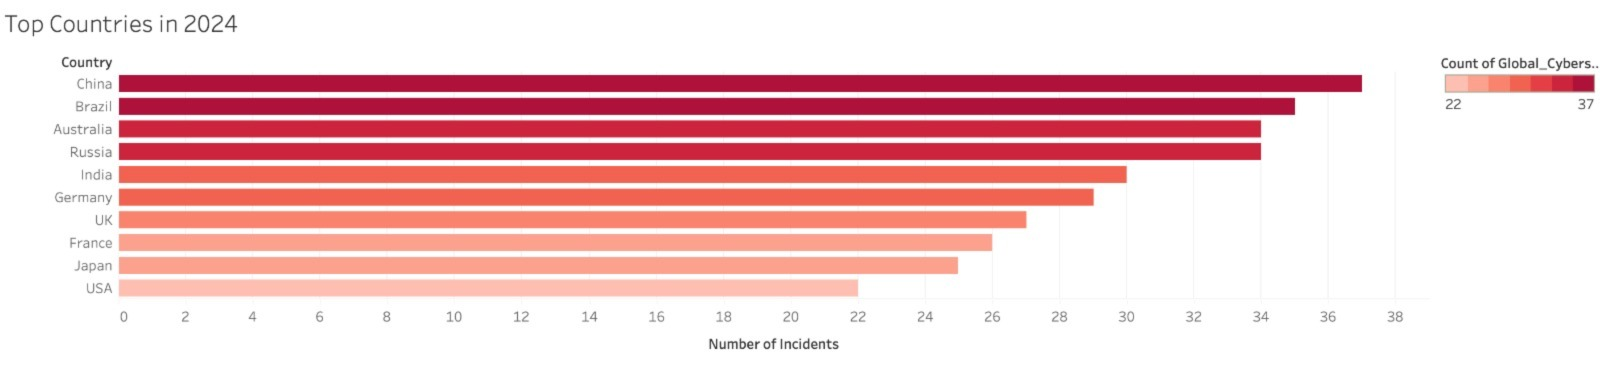 Top Countries in 2024
Country
China
Brazil
Australia
Russia
India
Germany
UK
France
Japan
USA
0 2 4 6 8 10 12 14 16 18 20 22 24 26 28 30 32 34 36 38
Number of Incidents
Count of Global_Cybers..
22 37